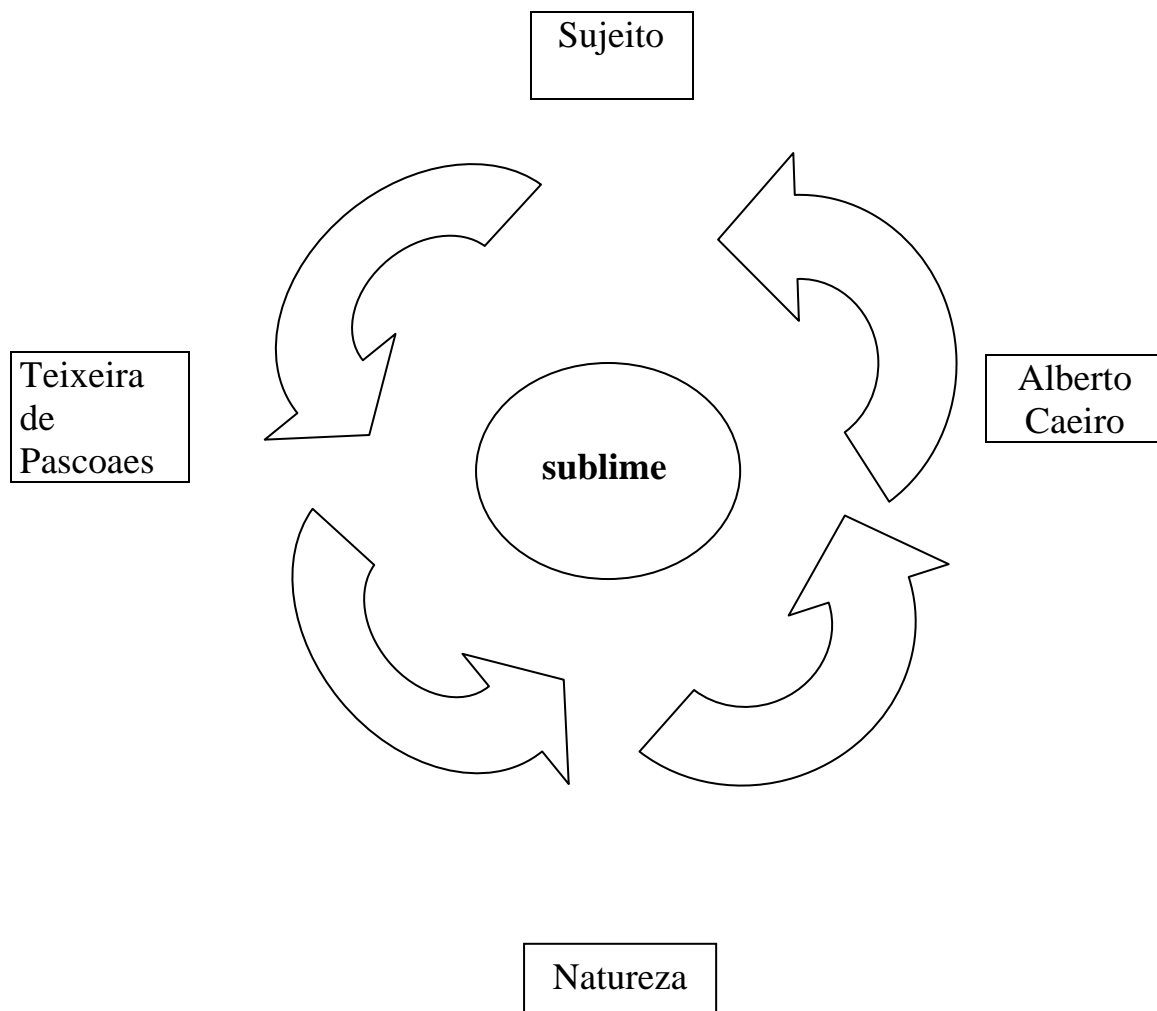 Sujeito
Teixeira
de
Pascoaes
sublime
Alberto
Caeiro
Natureza